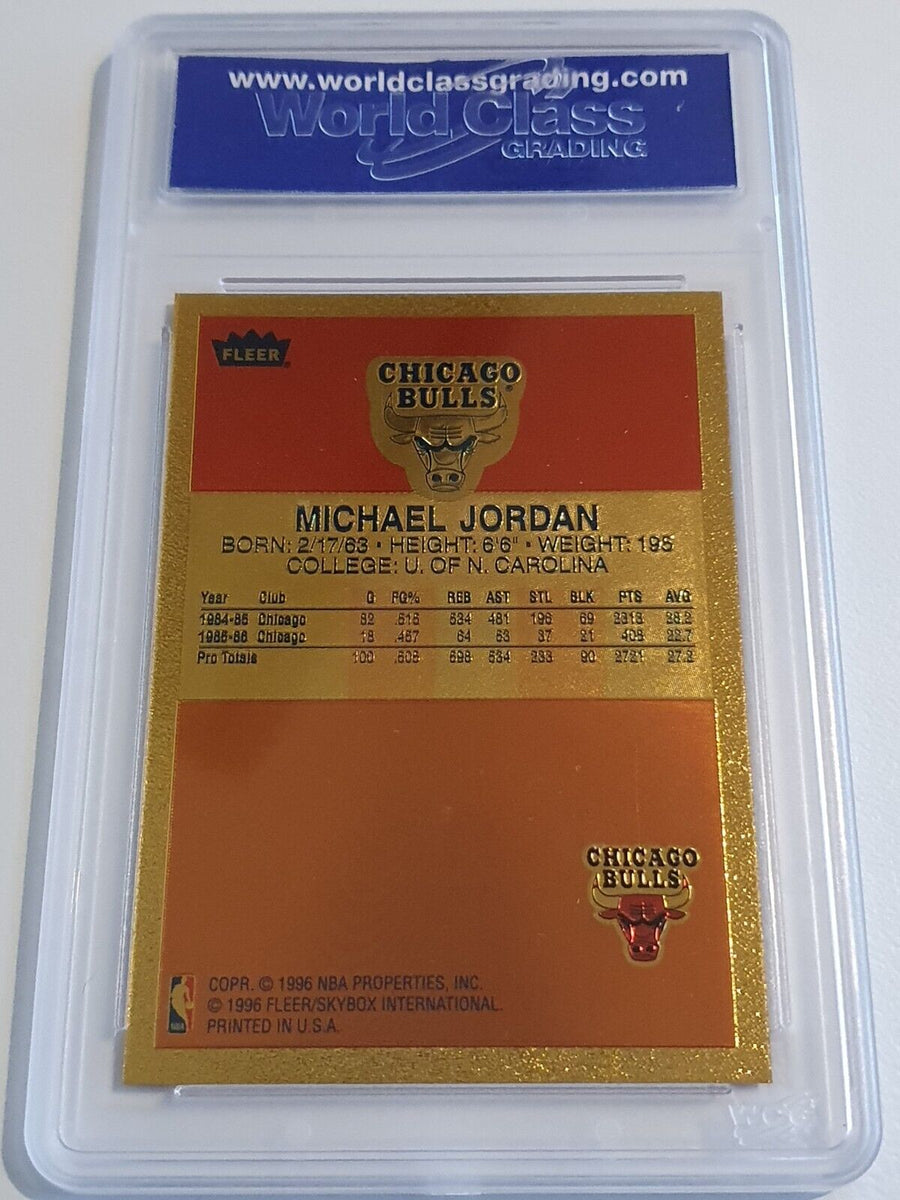 www.worldclassgrading.com
World Class
GRADING
FLEER
CHICAGO
BULLS
MICHAEL JORDAN
BORN: 2/17/63 · HEIGHT: 6'6" · WEIGHT: 195
COLLEGE: U. OF N. CAROLINA
Year Club G FG% REB AST STL BLK PTS AVG
1984-85 Chicago 82 .515 534 481 196 69 2313 28.2
1985-86 Chicago 18 .457 64 53 37 21 408 22.7
Pro Totals 100 598 534 233 90 2721 27.2
CHICAGO
BULLS
COPR. © 1996 NBA PROPERTIES, INC.
© 1996 FLEER/SKYBOX INTERNATIONAL.
PRINTED IN U.S.A.
NBA